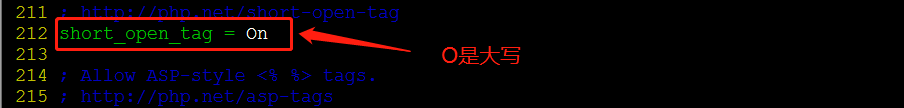 211 ; http://php.net/short-open-tag
212 short_open_tag = On
213
O是大写
214 ; Allow ASP-style <% %> tags.
215 ; http://php.net/asp-tags